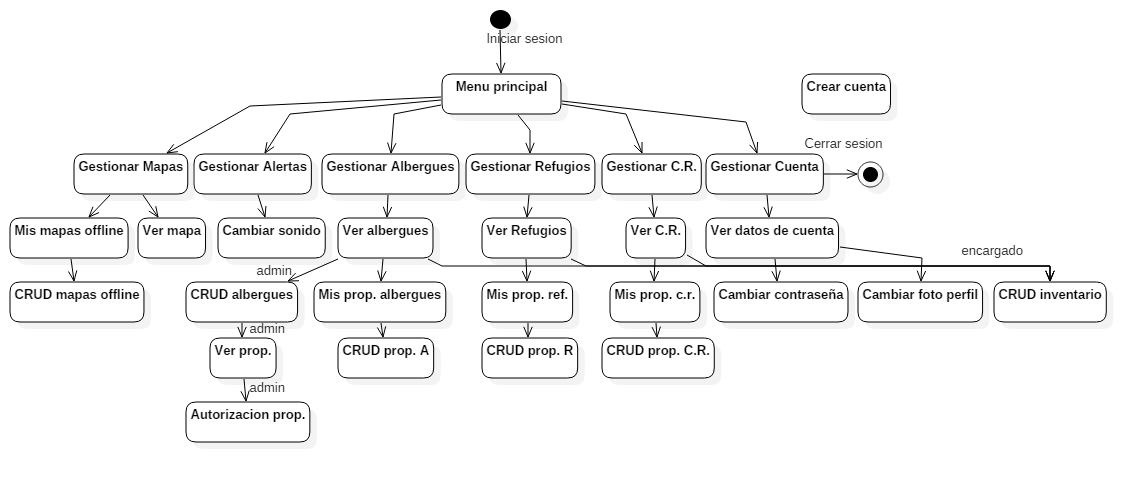 Iniciar sesion
Menu principal
Crear cuenta
Cerrar sesion
Gestionar Mapas
Gestionar Alertas
Gestionar Albergues
Gestionar Refugios
Gestionar C.R.
Gestionar Cuenta
Mis mapas offline
Ver mapa
Cambiar sonido
Ver albergues
Ver Refugios
Ver C.R.
Ver datos de cuenta
encargado
admin
CRUD mapas offline
CRUD albergues
Mis prop. albergues
Mis prop. ref.
Mis prop. c.r.
Cambiar contraseña
Cambiar foto perfil
CRUD inventario
admin
Ver prop.
CRUD prop. A
CRUD prop. R
CRUD prop. C.R.
admin
Autorizacion prop.